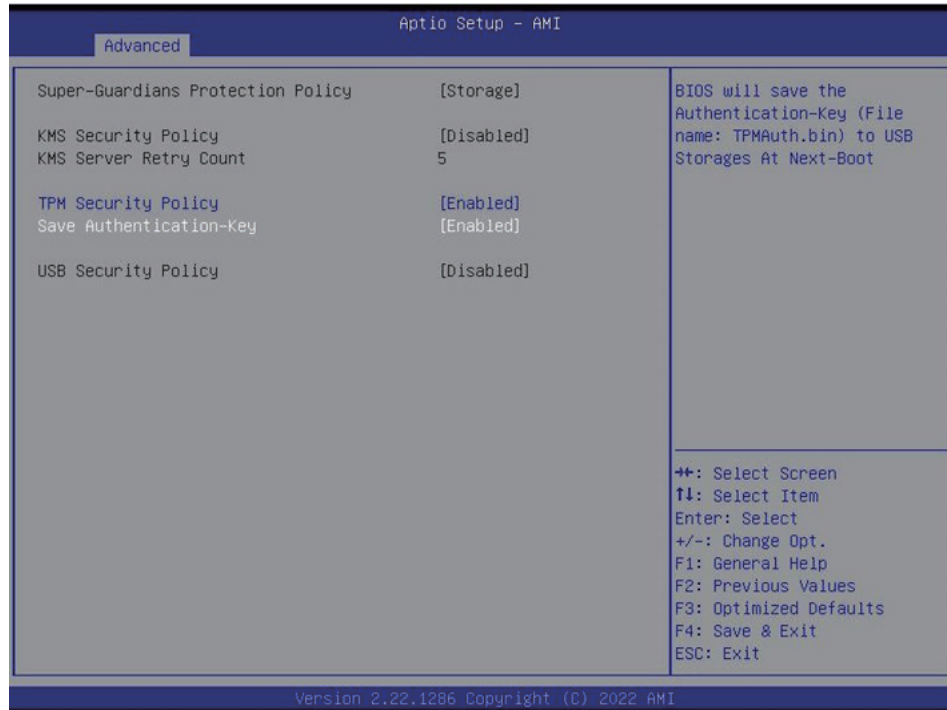 Aptio Setup - AMI
Advanced
Super-Guardians Protection Policy [Storage]
KMS Security Policy [Disabled]
KMS Server Retry Count 5
TPM Security Policy [Enabled]
Save Authentication-Key [Enabled]
USB Security Policy [Disabled]
BIOS will save the
Authentication-Key (File
name: TPMAuth.bin) to USB
Storages At Next-Boot
→←: Select Screen
↑↓: Select Item
Enter: Select
+/-: Change Opt.
F1: General Help
F2: Previous Values
F3: Optimized Defaults
F4: Save & Exit
ESC: Exit
Version 2.22.1286 Copyright (C) 2022 AMI